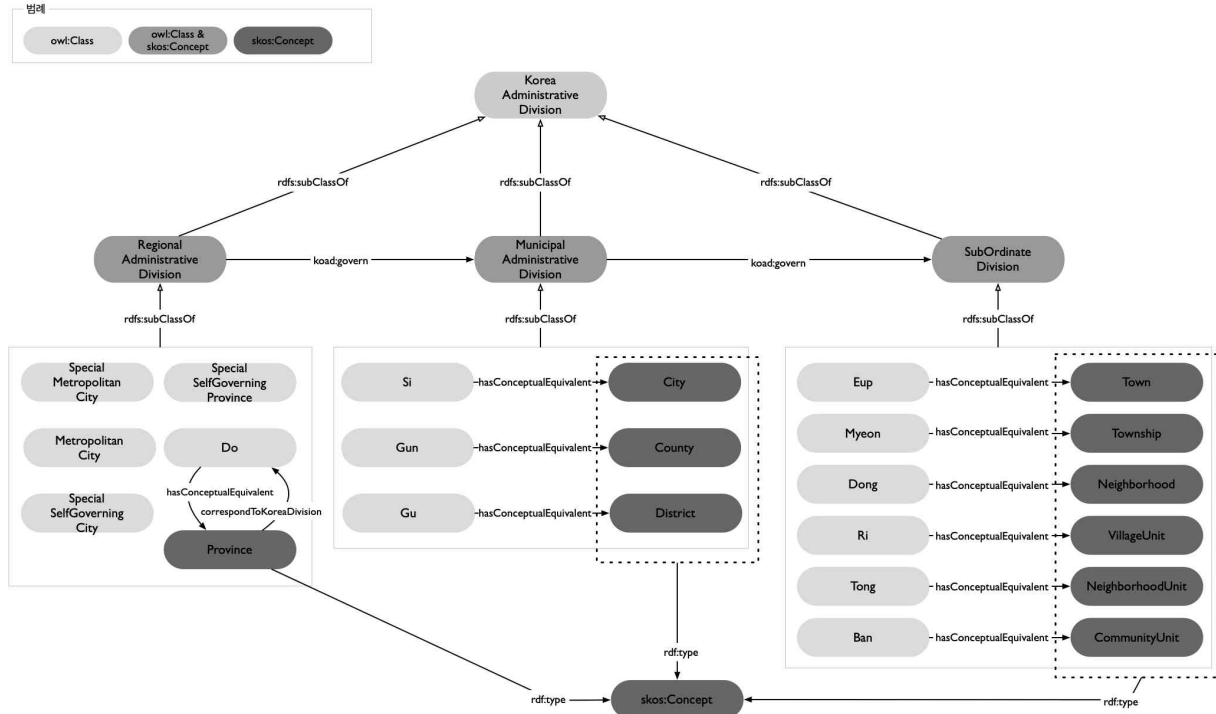 범례
owl:Class
owl:Class &
skos:Concept
skos:Concept
Korea
Administrative
Division
rdfs:subClassOf
rdfs:subClassOf
rdfs:subClassOf
Regional
Administrative
Division
koad:govern
Municipal
Administrative
Division
koad:govern
SubOrdinate
Division
rdfs:subClassOf
rdfs:subClassOf
rdfs:subClassOf
Special
Metropolitan
City
Special
SelfGoverning
Province
Metropolitan
City
Do
hasConceptualEquivalent
correspondToKoreaDivision
Special
SelfGoverning
City
Province
Si
hasConceptualEquivalent
City
Gun
hasConceptualEquivalent
County
Gu
hasConceptualEquivalent
District
Eup
hasConceptualEquivalent
Town
Myeon
hasConceptualEquivalent
Township
Dong
hasConceptualEquivalent
Neighborhood
Ri
hasConceptualEquivalent
VillageUnit
Tong
hasConceptualEquivalent
NeighborhoodUnit
Ban
hasConceptualEquivalent
CommunityUnit
rdf:type
rdf:type
skos:Concept
rdf:type